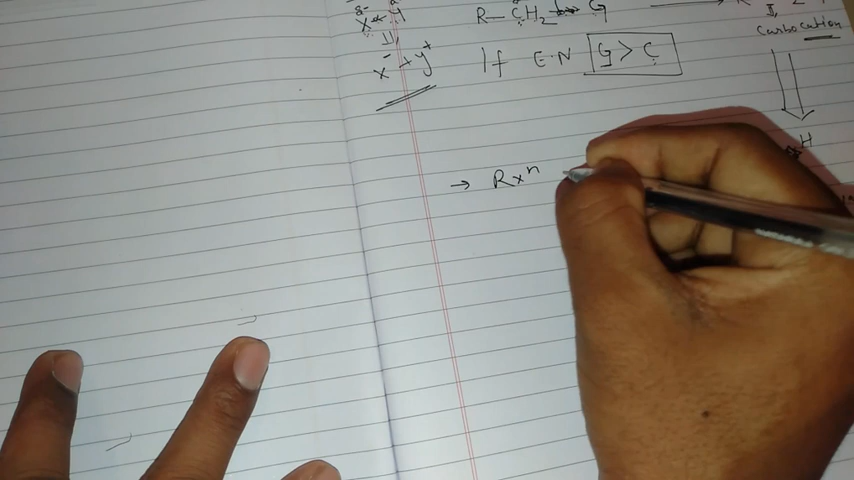 R-CH2 G
Carbocation
x⁻ + y⁺
If E·N G > C
H
→ Rxⁿ